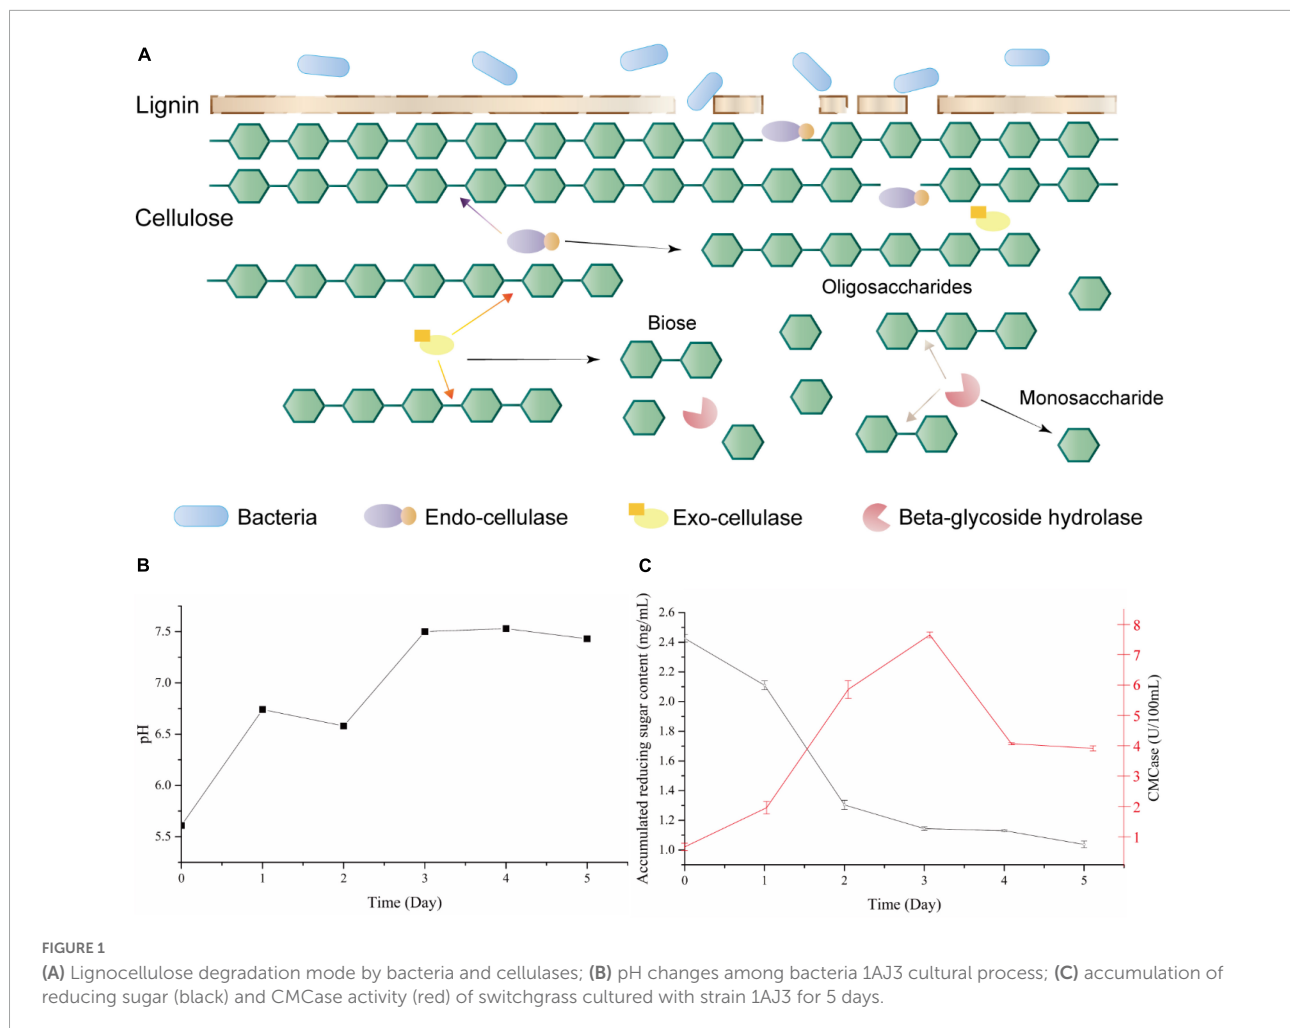 A
Lignin
Cellulose
Oligosaccharides
Biose
Monosaccharide
Bacteria
Endo-cellulase
Exo-cellulase
Beta-glycoside hydrolase
B
7.5
7.0
6.5
6.0
5.5
pH
0 1 2 3 4 5
Time (Day)
C
Accumulated reducing sugar content (mg/mL)
2.6
2.4
2.2
2.0
1.8
1.6
1.4
1.2
1.0
0 1 2 3 4 5
Time (Day)
8
7
6
5
4
3
2
1
CMCase (U/100mL)
FIGURE 1
(A) Lignocellulose degradation mode by bacteria and cellulases; (B) pH changes among bacteria 1AJ3 cultural process; (C) accumulation of
reducing sugar (black) and CMCase activity (red) of switchgrass cultured with strain 1AJ3 for 5 days.